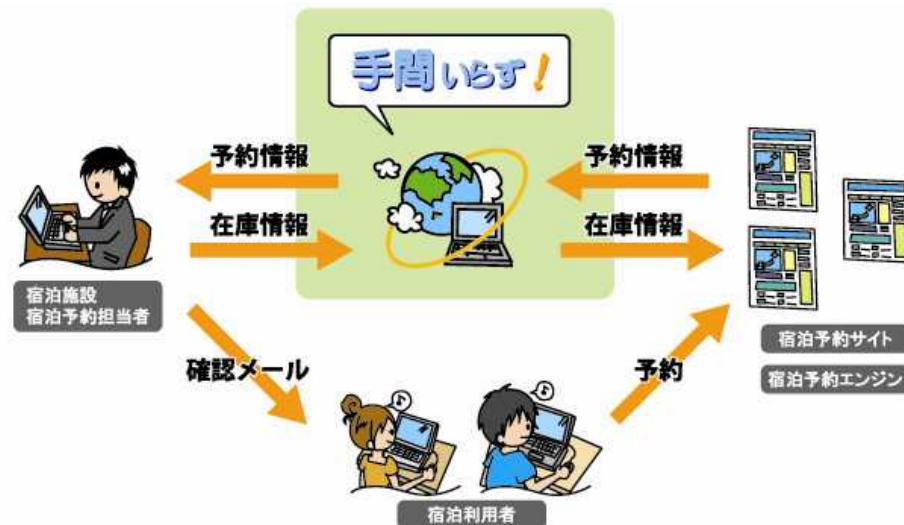 手間いらず!
予約情報
予約情報
在庫情報
在庫情報
宿泊施設
宿泊予約担当者
宿泊予約サイト
宿泊予約エンジン
確認メール
予約
宿泊利用者